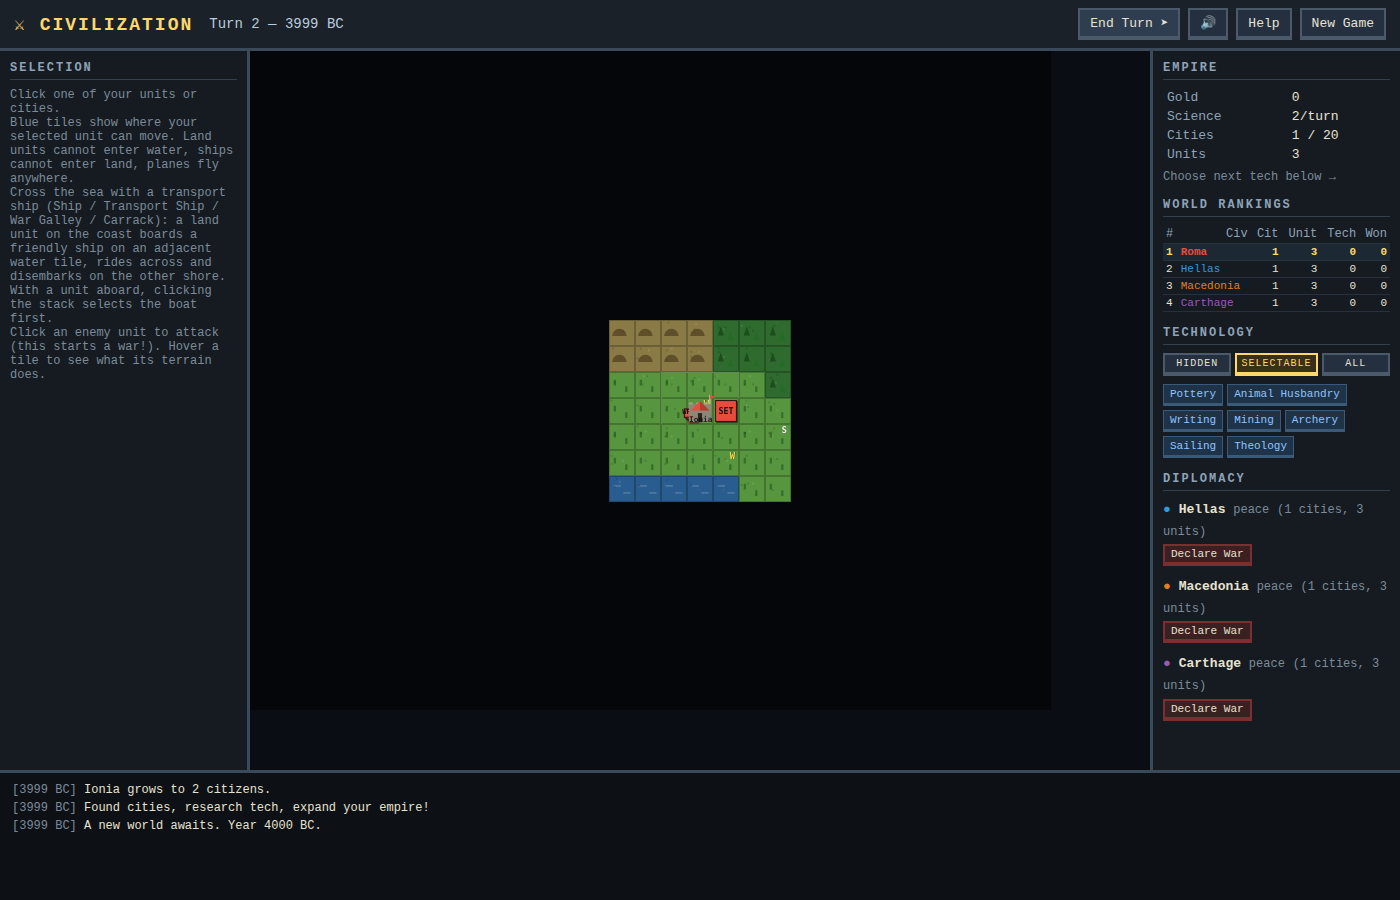 ⚔ CIVILIZATION Turn 2 — 3999 BC End Turn ➤ 🔊 Help New Game
SELECTION
Click one of your units or
cities.
Blue tiles show where your
selected unit can move. Land
units cannot enter water, ships
cannot enter land, planes fly
anywhere.
Cross the sea with a transport
ship (Ship / Transport Ship /
War Galley / Carrack): a land
unit on the coast boards a
friendly ship on an adjacent
water tile, rides across and
disembarks on the other shore.
With a unit aboard, clicking
the stack selects the boat
first.
Click an enemy unit to attack
(this starts a war!). Hover a
tile to see what its terrain
does.
SET
S
W
EMPIRE
Gold 0
Science 2/turn
Cities 1 / 20
Units 3
Choose next tech below →
WORLD RANKINGS
# Civ Cit Unit Tech Won
1 Roma 1 3 0 0
2 Hellas 1 3 0 0
3 Macedonia 1 3 0 0
4 Carthage 1 3 0 0
TECHNOLOGY
HIDDEN SELECTABLE ALL
Pottery Animal Husbandry
Writing Mining Archery
Sailing Theology
DIPLOMACY
● Hellas peace (1 cities, 3
units)
Declare War
● Macedonia peace (1 cities, 3
units)
Declare War
● Carthage peace (1 cities, 3
units)
Declare War
[3999 BC] Ionia grows to 2 citizens.
[3999 BC] Found cities, research tech, expand your empire!
[3999 BC] A new world awaits. Year 4000 BC.